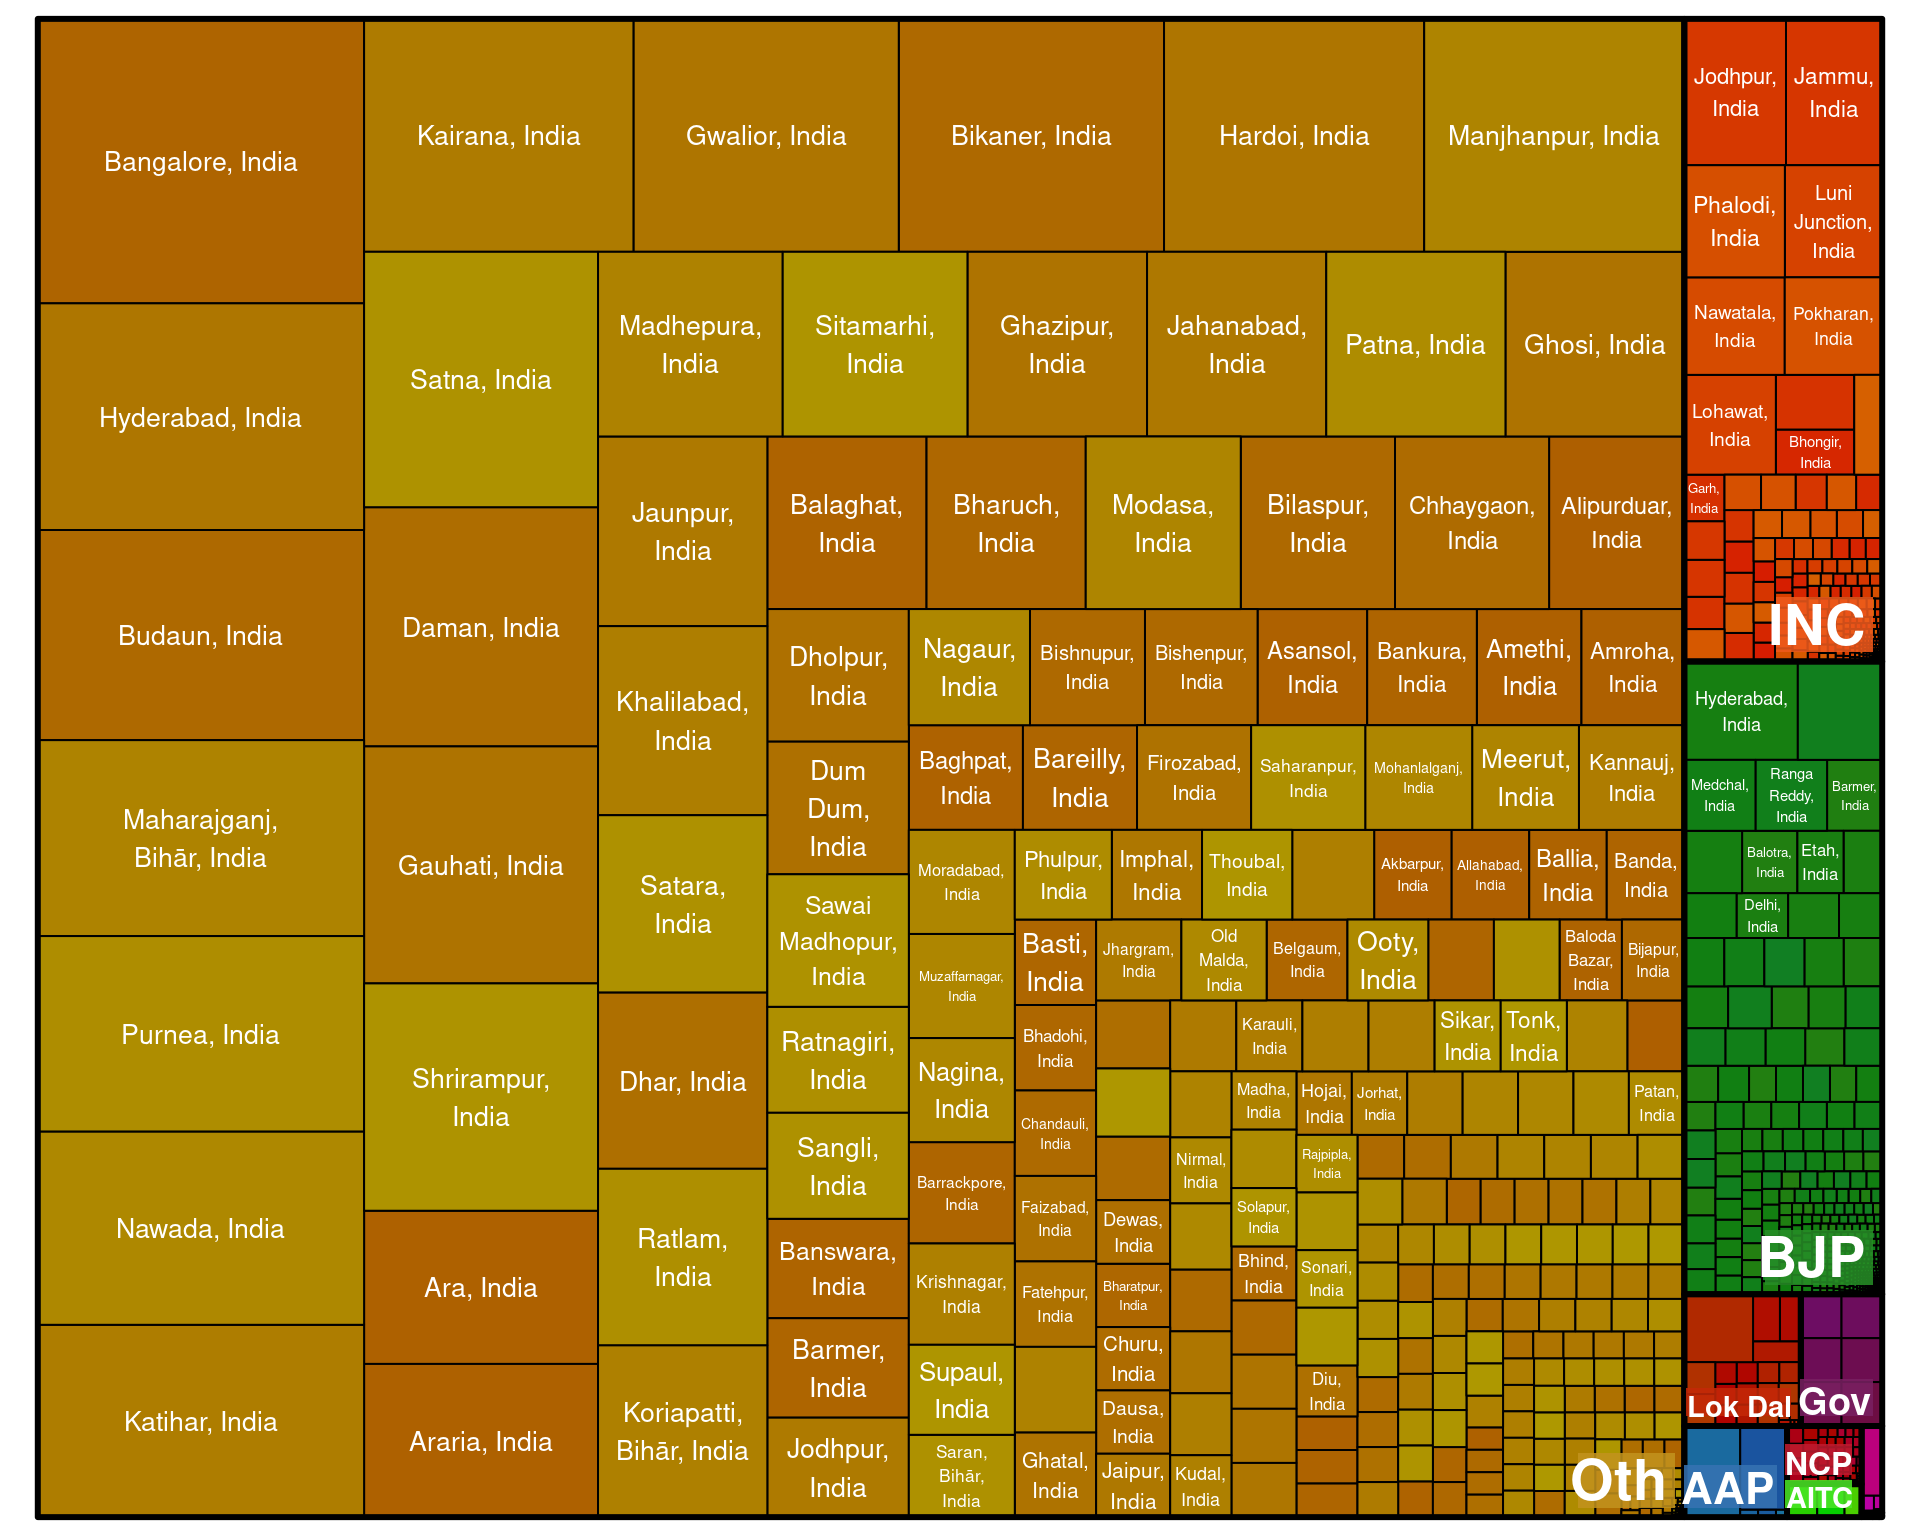 Bangalore, India
Hyderabad, India
Budaun, India
Maharajganj,
Bihār, India
Purnea, India
Nawada, India
Katihar, India
Kairana, India
Gwalior, India
Bikaner, India
Hardoi, India
Manjhanpur, India
Satna, India
Daman, India
Gauhati, India
Shrirampur,
India
Ara, India
Araria, India
Madhepura,
India
Sitamarhi,
India
Ghazipur,
India
Jahanabad,
India
Patna, India
Ghosi, India
Jaunpur,
India
Khalilabad,
India
Satara,
India
Dhar, India
Ratlam,
India
Koriapatti,
Bihār, India
Balaghat,
India
Bharuch,
India
Modasa,
India
Bilaspur,
India
Chhaygaon,
India
Alipurduar,
India
Dholpur,
India
Dum
Dum,
India
Sawai
Madhopur,
India
Ratnagiri,
India
Sangli,
India
Banswara,
India
Barmer,
India
Jodhpur,
India
Nagaur,
India
Bishnupur,
India
Bishenpur,
India
Asansol,
India
Bankura,
India
Amethi,
India
Amroha,
India
Baghpat,
India
Bareilly,
India
Firozabad,
India
Saharanpur,
India
Mohanlalganj,
India
Meerut,
India
Kannauj,
India
Moradabad,
India
Muzaffarnagar,
India
Nagina,
India
Barrackpore,
India
Krishnagar,
India
Supaul,
India
Saran,
Bihār,
India
Phulpur,
India
Imphal,
India
Thoubal,
India
Akbarpur,
India
Allahabad,
India
Ballia,
India
Banda,
India
Basti,
India
Bhadohi,
India
Chandauli,
India
Faizabad,
India
Fatehpur,
India
Ghatal,
India
Jhargram,
India
Old
Malda,
India
Belgaum,
India
Ooty,
India
Baloda
Bazar,
India
Bijapur,
India
Dewas,
India
Bharatpur,
India
Churu,
India
Dausa,
India
Jaipur,
India
Karauli,
India
Sikar,
India
Tonk,
India
Nirmal,
India
Kudal,
India
Madha,
India
Solapur,
India
Bhind,
India
Hojai,
India
Jorhat,
India
Patan,
India
Rajpipla,
India
Sonari,
India
Diu,
India
Oth
Jodhpur,
India
Jammu,
India
Phalodi,
India
Luni
Junction,
India
Nawatala,
India
Pokharan,
India
Lohawat,
India
Bhongir,
India
Garh,
India
INC
Hyderabad,
India
Medchal,
India
Ranga
Reddy,
India
Barmer,
India
Balotra,
India
Etah,
India
Delhi,
India
BJP
Lok Dal
Gov
AAP
NCP
AITC